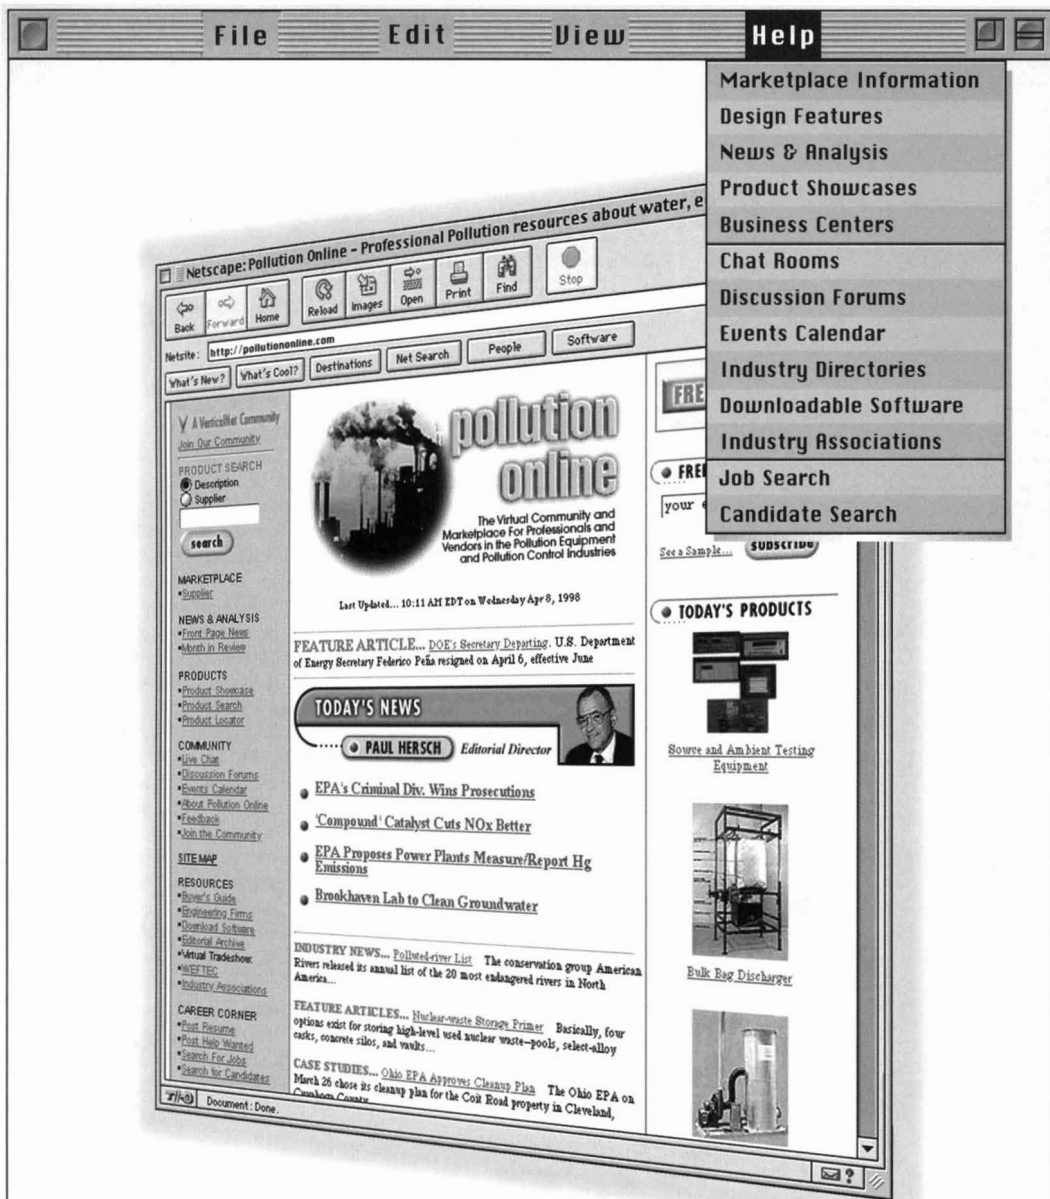 File Edit View Help
Marketplace Information
Design Features
News & Analysis
Product Showcases
Business Centers
Chat Rooms
Discussion Forums
Events Calendar
Industry Directories
Downloadable Software
Industry Associations
Job Search
Candidate Search
Netscape: Pollution Online - Professional Pollution resources about water, e
Back Forward Home Reload Images Open Print Find Stop
Netsite: http://pollutiononline.com
What's New? What's Cool? Destinations Net Search People Software
A VerticalNet Community
Join Our Community
PRODUCT SEARCH
Description
Supplier
search
MARKETPLACE
Supplier
NEWS & ANALYSIS
Front Page News
Month in Review
PRODUCTS
Product Showcase
Product Search
Product Locator
COMMUNITY
Live Chat
Discussion Forums
Events Calendar
About Pollution Online
Feedback
Join the Community
SITE MAP
RESOURCES
Buyer's Guide
Engineering Firms
Download Software
Editorial Archive
Virtual Tradeshow:
WEFTEC
Industry Associations
CAREER CORNER
Post Resume
Post Help Wanted
Search For Jobs
Search for Candidates
pollution
online
The Virtual Community and
Marketplace For Professionals and
Vendors in the Pollution Equipment
and Pollution Control Industries
Last Updated... 10:11 AM EDT on Wednesday Apr 8, 1998
FEATURE ARTICLE... DOE's Secretary Departing. U.S. Department
of Energy Secretary Federico Peña resigned on April 6, effective June
TODAY'S NEWS
PAUL HERSCH Editorial Director
EPA's Criminal Div. Wins Prosecutions
'Compound' Catalyst Cuts NOx Better
EPA Proposes Power Plants Measure/Report Hg
Emissions
Brookhaven Lab to Clean Groundwater
INDUSTRY NEWS... Polluted-river List The conservation group American
Rivers released its annual list of the 20 most endangered rivers in North
America...
FEATURE ARTICLES... Nuclear-waste Storage Primer Basically, four
options exist for storing high-level used nuclear waste--pools, select-alloy
casks, concrete silos, and vaults...
CASE STUDIES... Ohio EPA Approves Cleanup Plan The Ohio EPA on
March 26 chose its cleanup plan for the Coit Road property in Cleveland,
Cuyahoga County
FRE
FREE
your e
See a Sample... SUBSCRIBE
TODAY'S PRODUCTS
Source and Ambient Testing
Equipment
Bulk Bag Discharger
Document: Done.
?